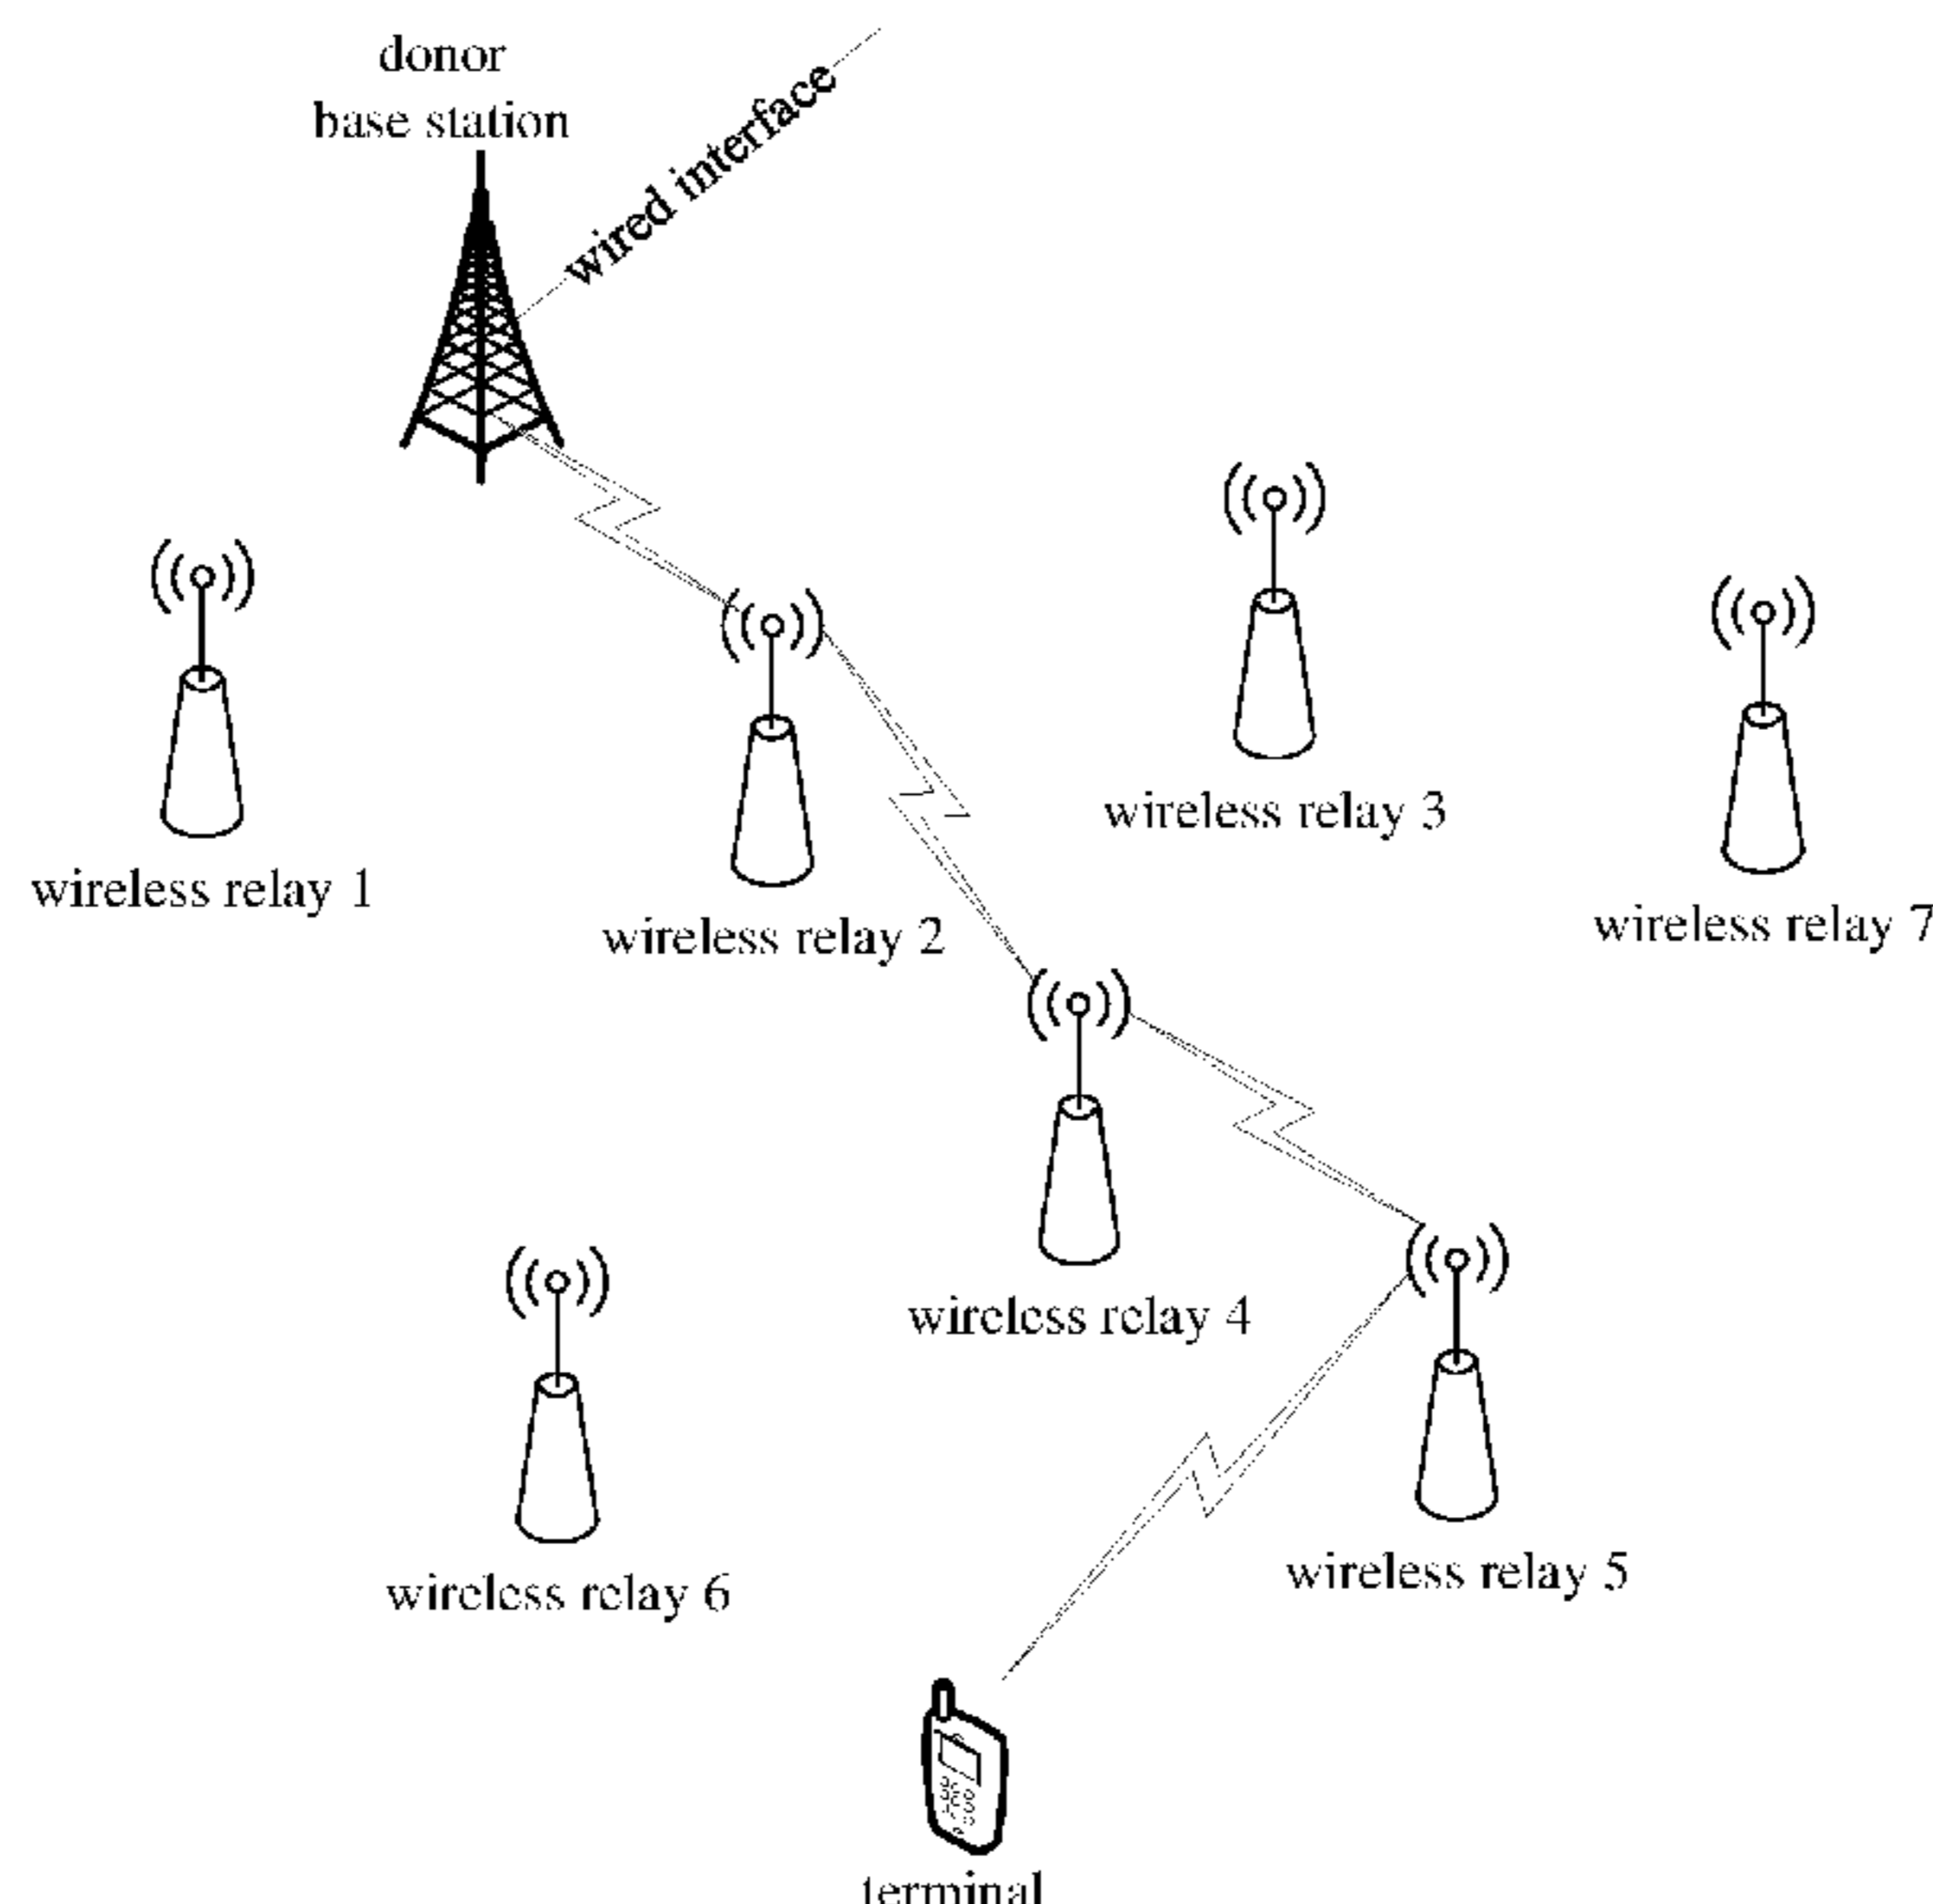 donor
base station
wired interface
wireless relay 1
wireless relay 2
wireless relay 3
wireless relay 7
wireless relay 4
wireless relay 5
wireless relay 6
terminal